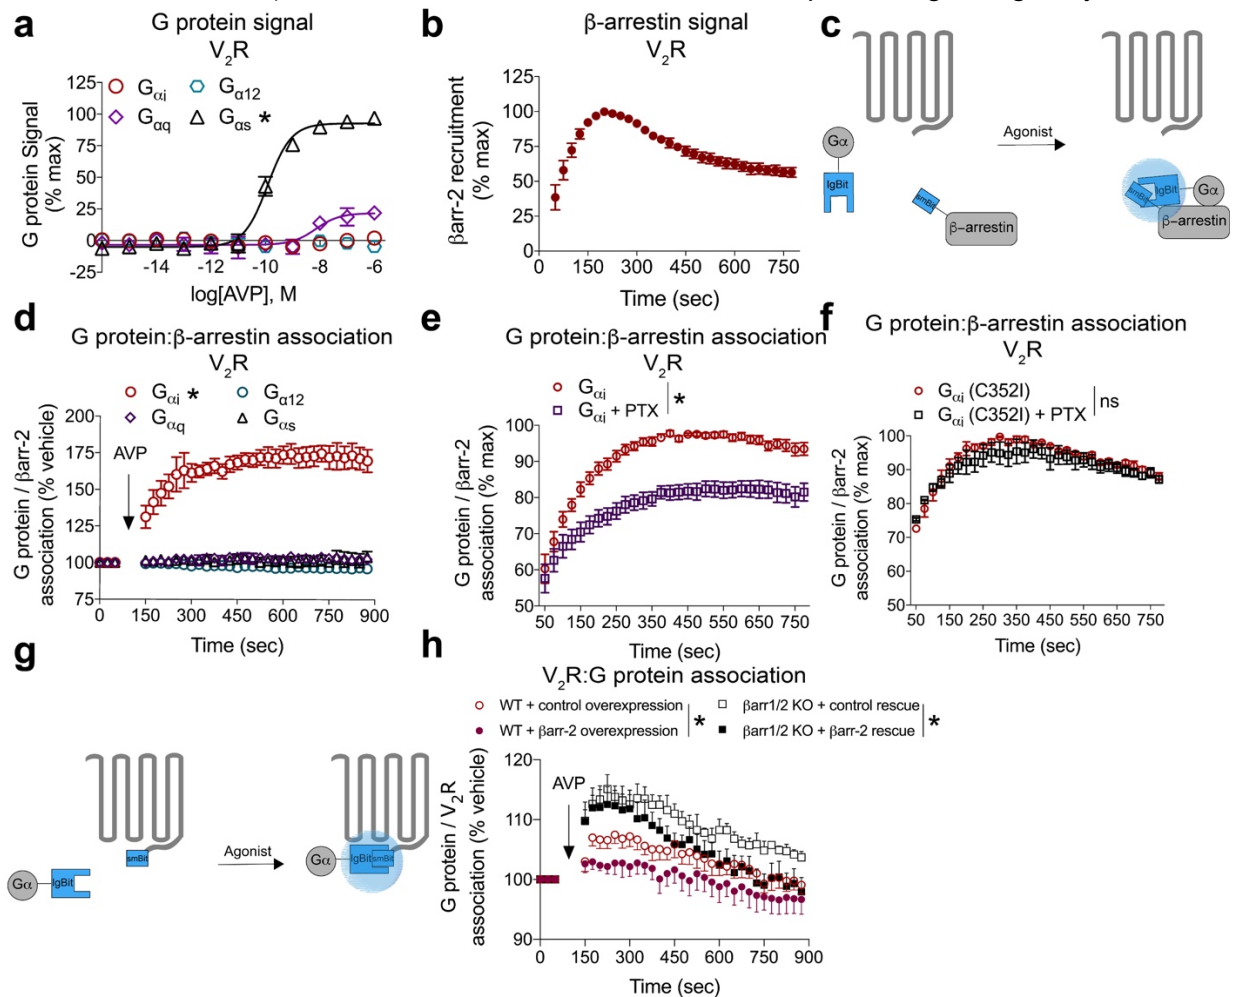 a
G protein signal
V2R
Gαi
Gα12
Gαq
Gαs *
G protein Signal
(% max)
125
100
75
50
25
0
-25
-14
-12
-10
-8
-6
log[AVP], M
b
β-arrestin signal
V2R
βarr-2 recruitment
(% max)
125
100
75
50
25
0
0
150
300
450
600
750
Time (sec)
c
Gα
lgBit
smBit
β-arrestin
Agonist
smBit
lgBit
Gα
β-arrestin
d
G protein:β-arrestin association
V2R
Gαi *
Gα12
Gαq
Gαs
G protein / βarr-2
association (% vehicle)
200
175
150
125
100
75
AVP
150
300
450
600
750
900
Time (sec)
e
G protein:β-arrestin association
V2R
Gαi
Gαi + PTX
*
G protein / βarr-2
association (% max)
100
90
80
70
60
50
50
150
250
350
450
550
650
750
Time (sec)
f
G protein:β-arrestin association
V2R
Gαi (C352I)
Gαi (C352I) + PTX
ns
G protein / βarr-2
association (% max)
100
90
80
70
60
50
50
150
250
350
450
550
650
750
Time (sec)
g
Gα
lgBit
smBit
Agonist
Gα
lgBit
smBit
h
V2R:G protein association
WT + control overexpression
WT + βarr-2 overexpression
*
βarr1/2 KO + control rescue
βarr1/2 KO + βarr-2 rescue
*
G protein / V2R
association (% vehicle)
120
110
100
90
AVP
0
150
300
450
600
750
900
Time (sec)